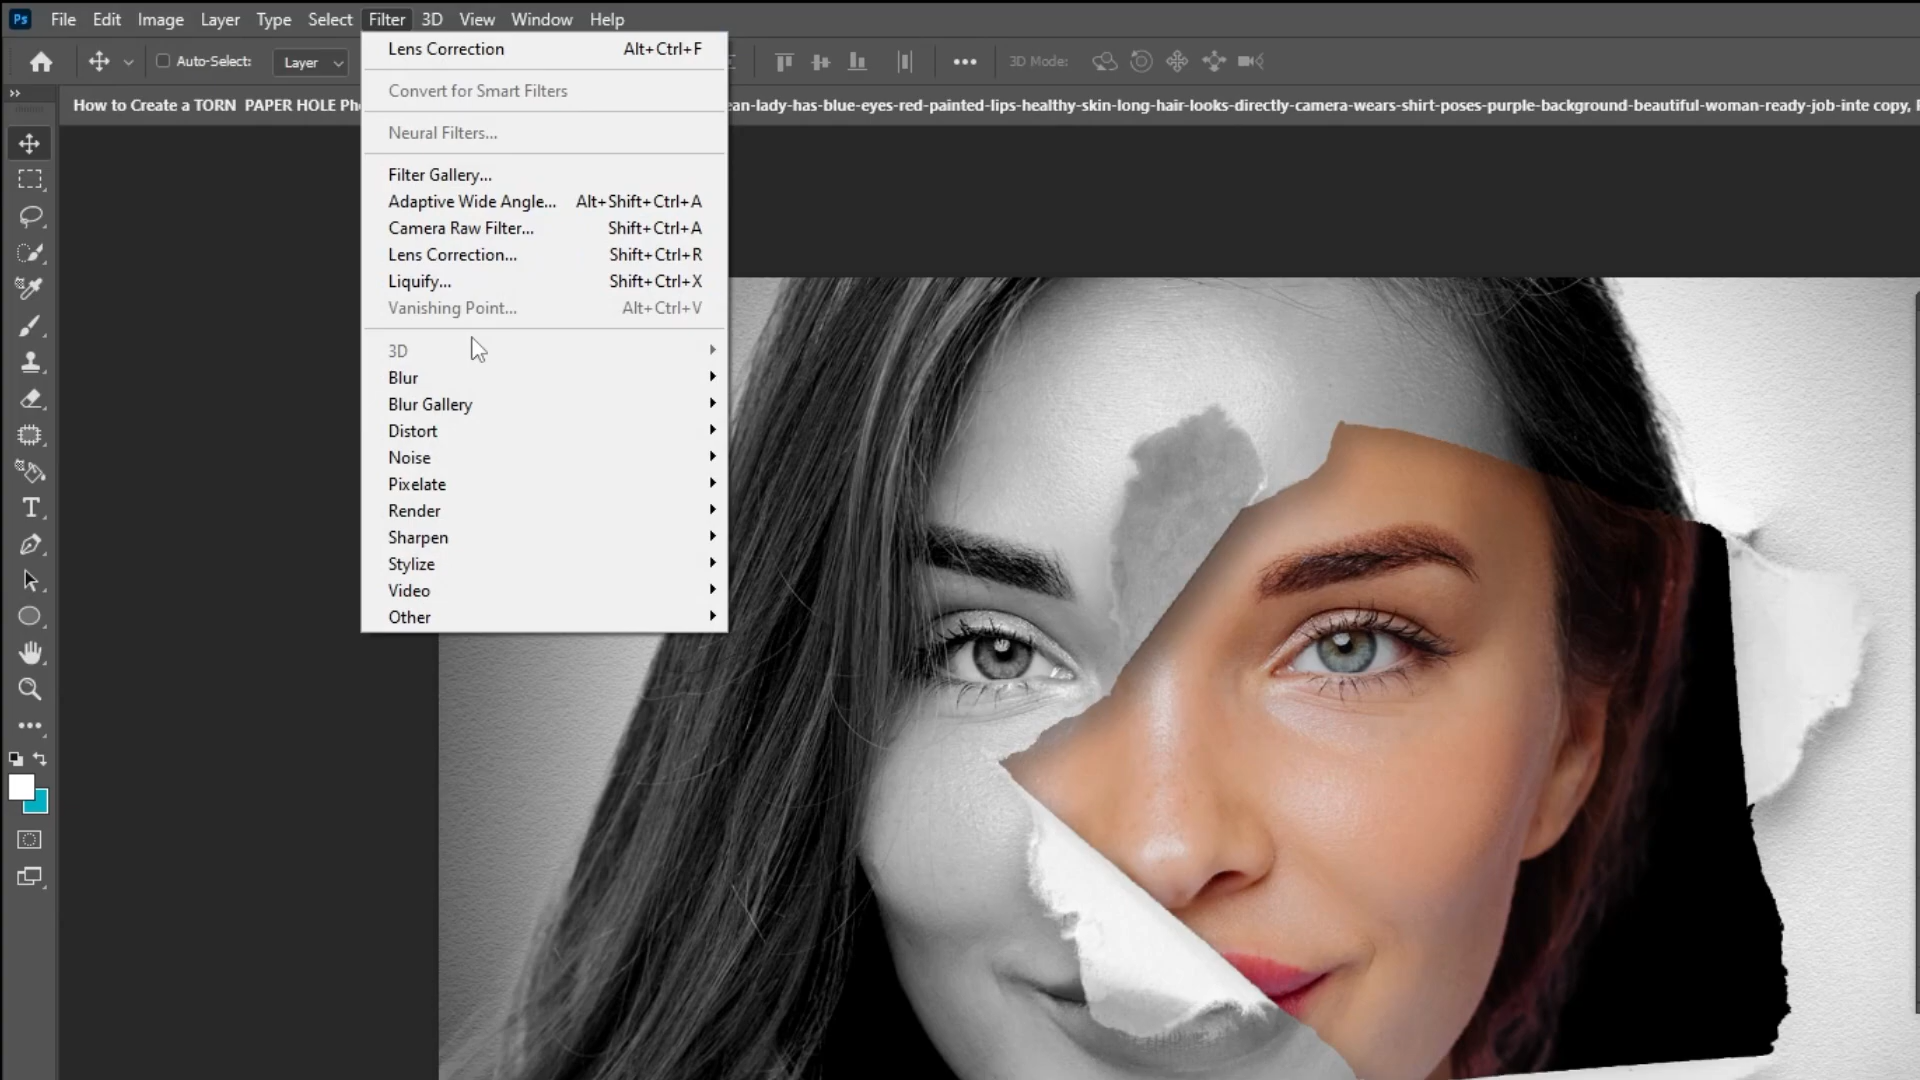 Ps File Edit Image Layer Type Select Filter 3D View Window Help
Auto-Select: Layer 3D Mode:
How to Create a TORN PAPER HOLE Ph ean-lady-has-blue-eyes-red-painted-lips-healthy-skin-long-hair-looks-directly-camera-wears-shirt-poses-purple-background-beautiful-woman-ready-job-inte copy,
Lens Correction Alt+Ctrl+F
Convert for Smart Filters
Neural Filters...
Filter Gallery...
Adaptive Wide Angle... Alt+Shift+Ctrl+A
Camera Raw Filter... Shift+Ctrl+A
Lens Correction... Shift+Ctrl+R
Liquify... Shift+Ctrl+X
Vanishing Point... Alt+Ctrl+V
3D
Blur
Blur Gallery
Distort
Noise
Pixelate
Render
Sharpen
Stylize
Video
Other